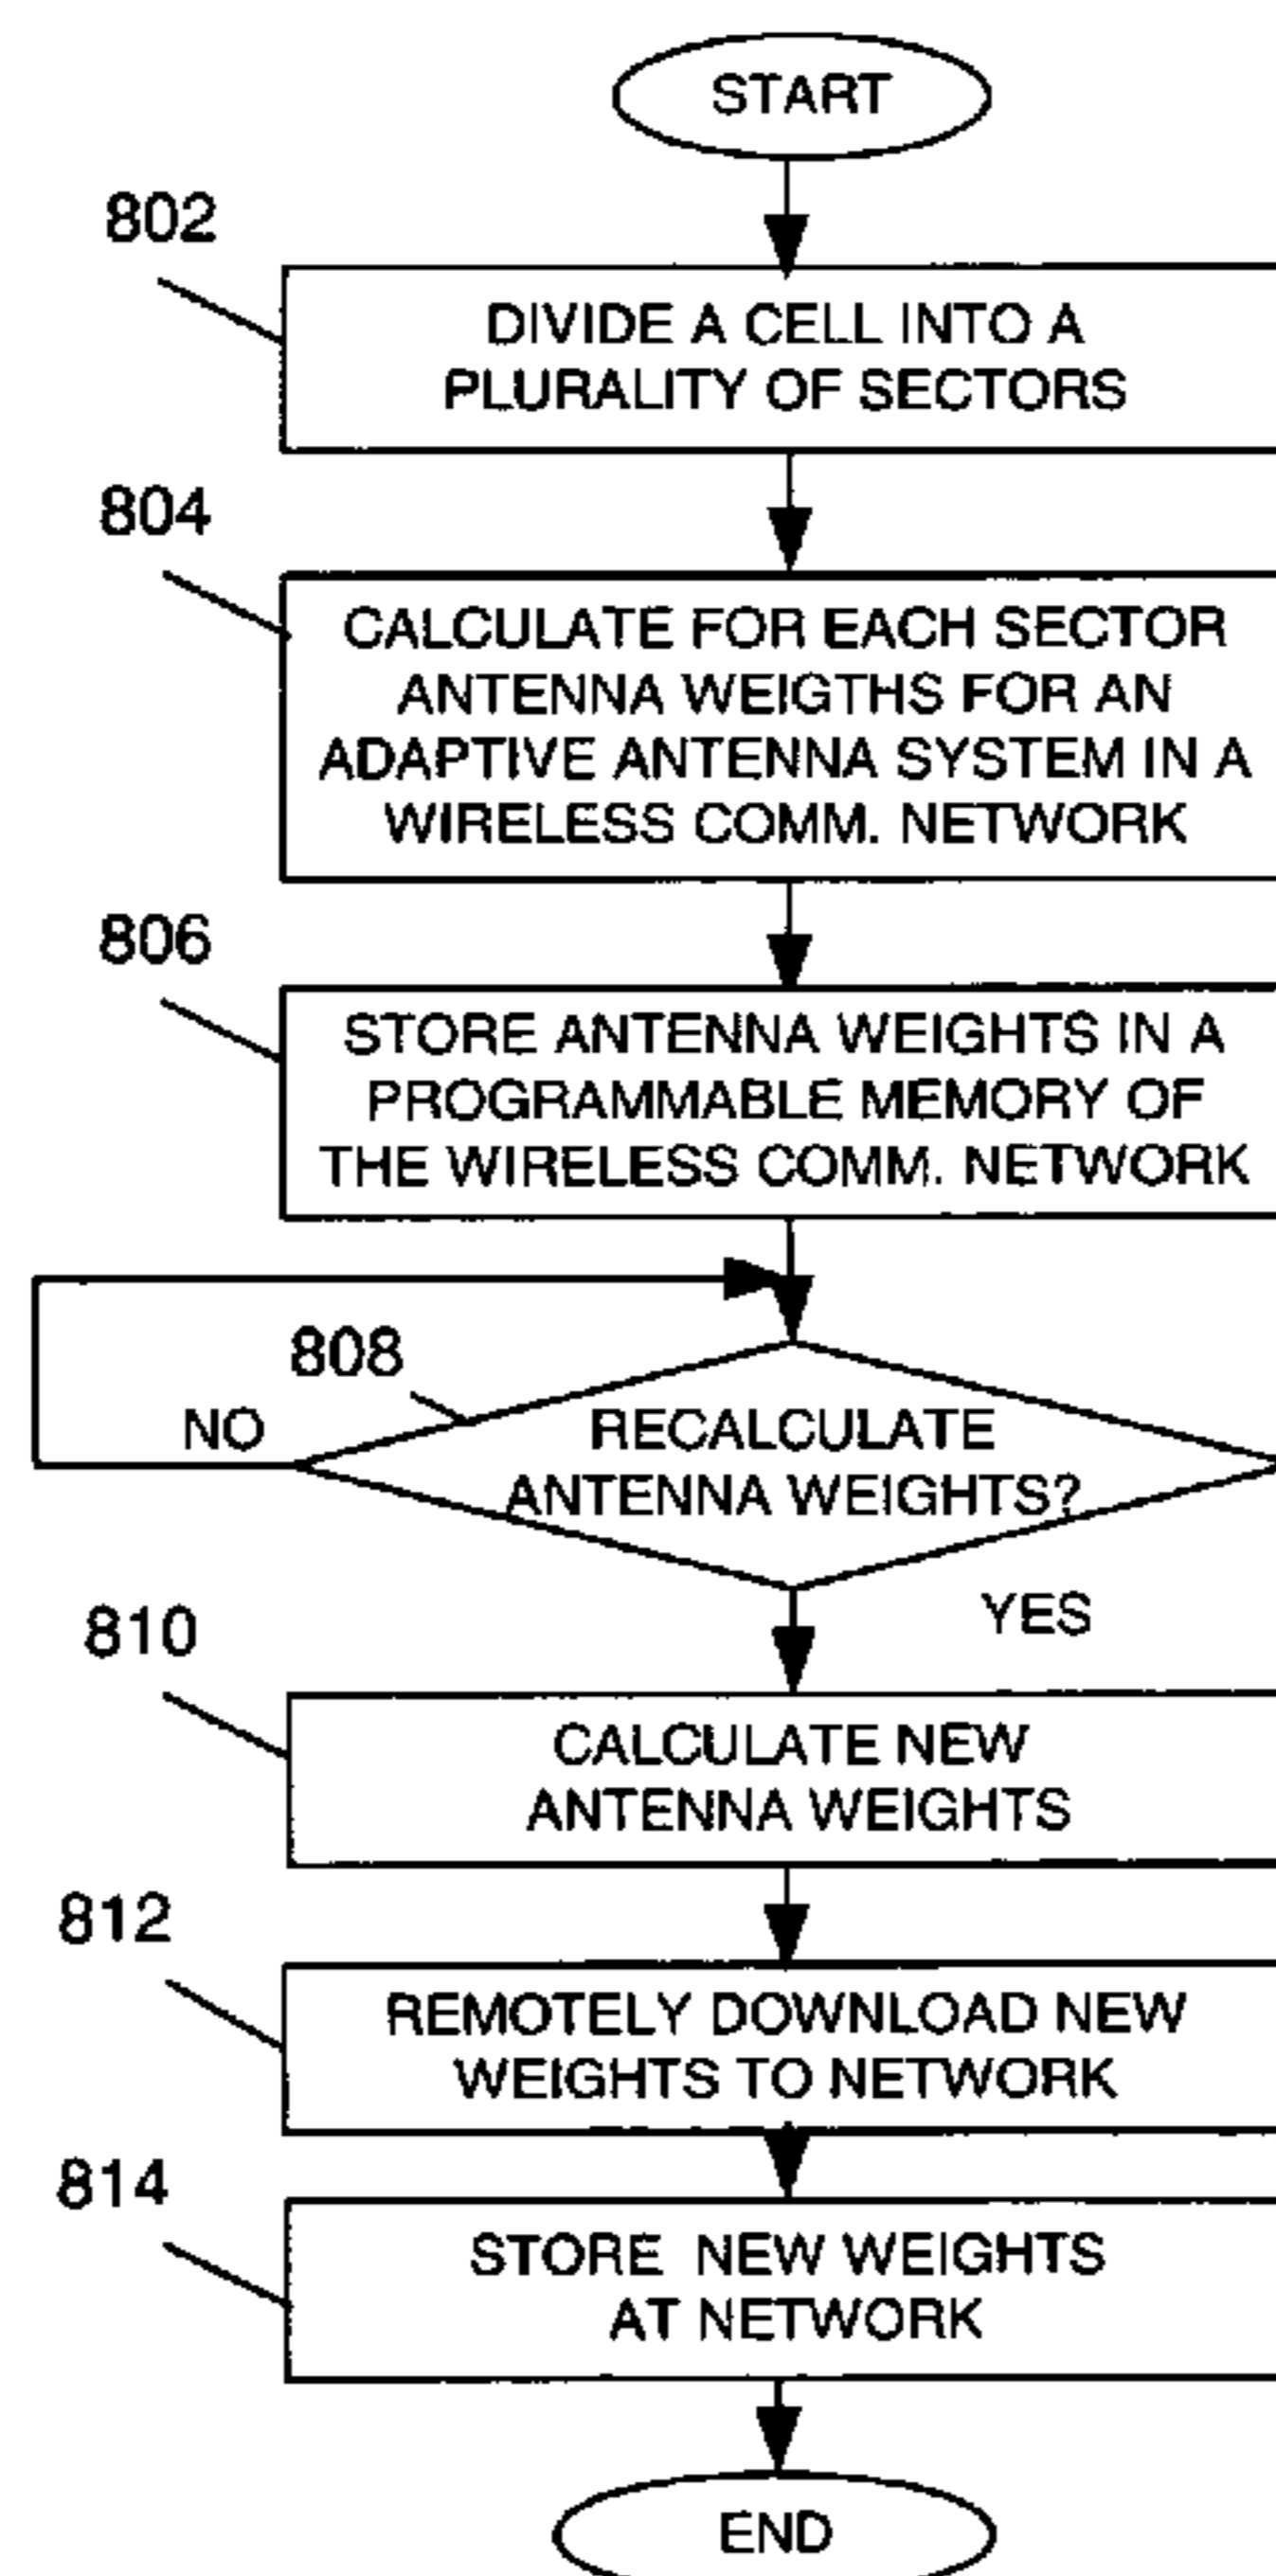 START
802
DIVIDE A CELL INTO A
PLURALITY OF SECTORS
804
CALCULATE FOR EACH SECTOR
ANTENNA WEIGTHS FOR AN
ADAPTIVE ANTENNA SYSTEM IN A
WIRELESS COMM. NETWORK
806
STORE ANTENNA WEIGHTS IN A
PROGRAMMABLE MEMORY OF
THE WIRELESS COMM. NETWORK
808
NO
RECALCULATE
ANTENNA WEIGHTS?
YES
810
CALCULATE NEW
ANTENNA WEIGHTS
812
REMOTELY DOWNLOAD NEW
WEIGHTS TO NETWORK
814
STORE NEW WEIGHTS
AT NETWORK
END